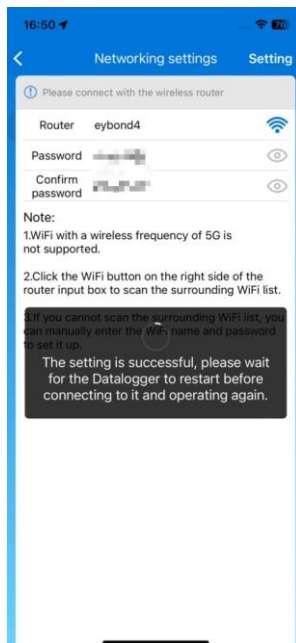 16:50
Networking settings
Setting
Please connect with the wireless router
Router eybond4
Password
Confirm
password
Note:
1.WiFi with a wireless frequency of 5G is
not supported.
2.Click the WiFi button on the right side of the
router input box to scan the surrounding WiFi list.
3.If you cannot scan the surrounding WiFi list, you
can manually enter the WiFi name and password
to set it up.
The setting is successful, please wait
for the Datalogger to restart before
connecting to it and operating again.